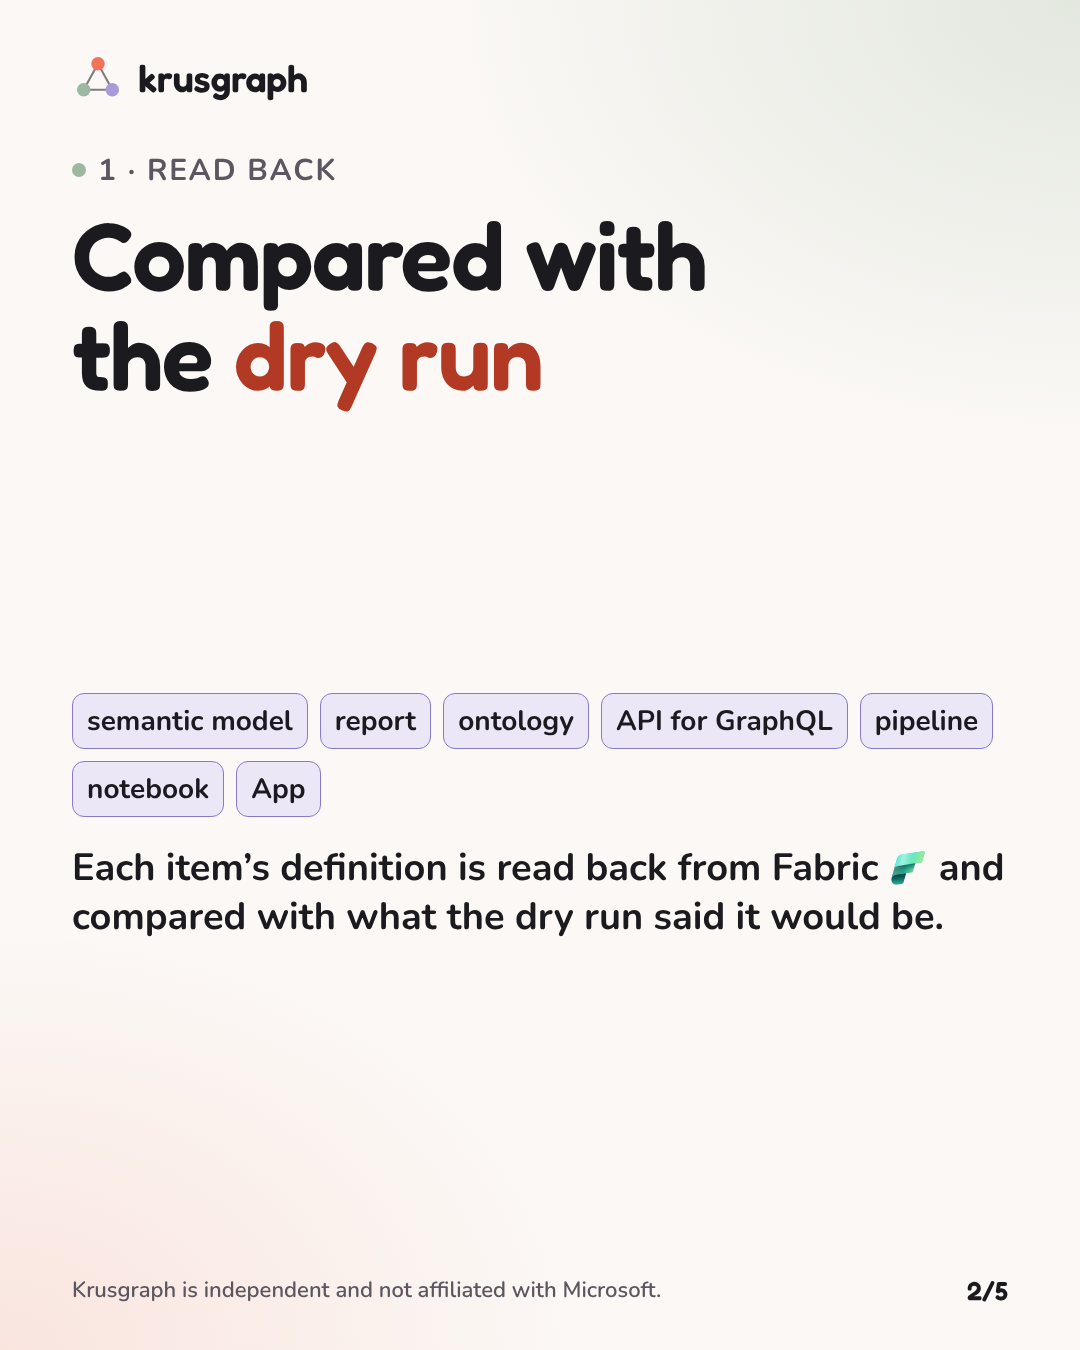 krusgraph
1 · READ BACK
Compared with
the dry run
semantic model report ontology API for GraphQL pipeline
notebook App
Each item’s definition is read back from Fabric and
compared with what the dry run said it would be.
Krusgraph is independent and not affiliated with Microsoft. 2/5